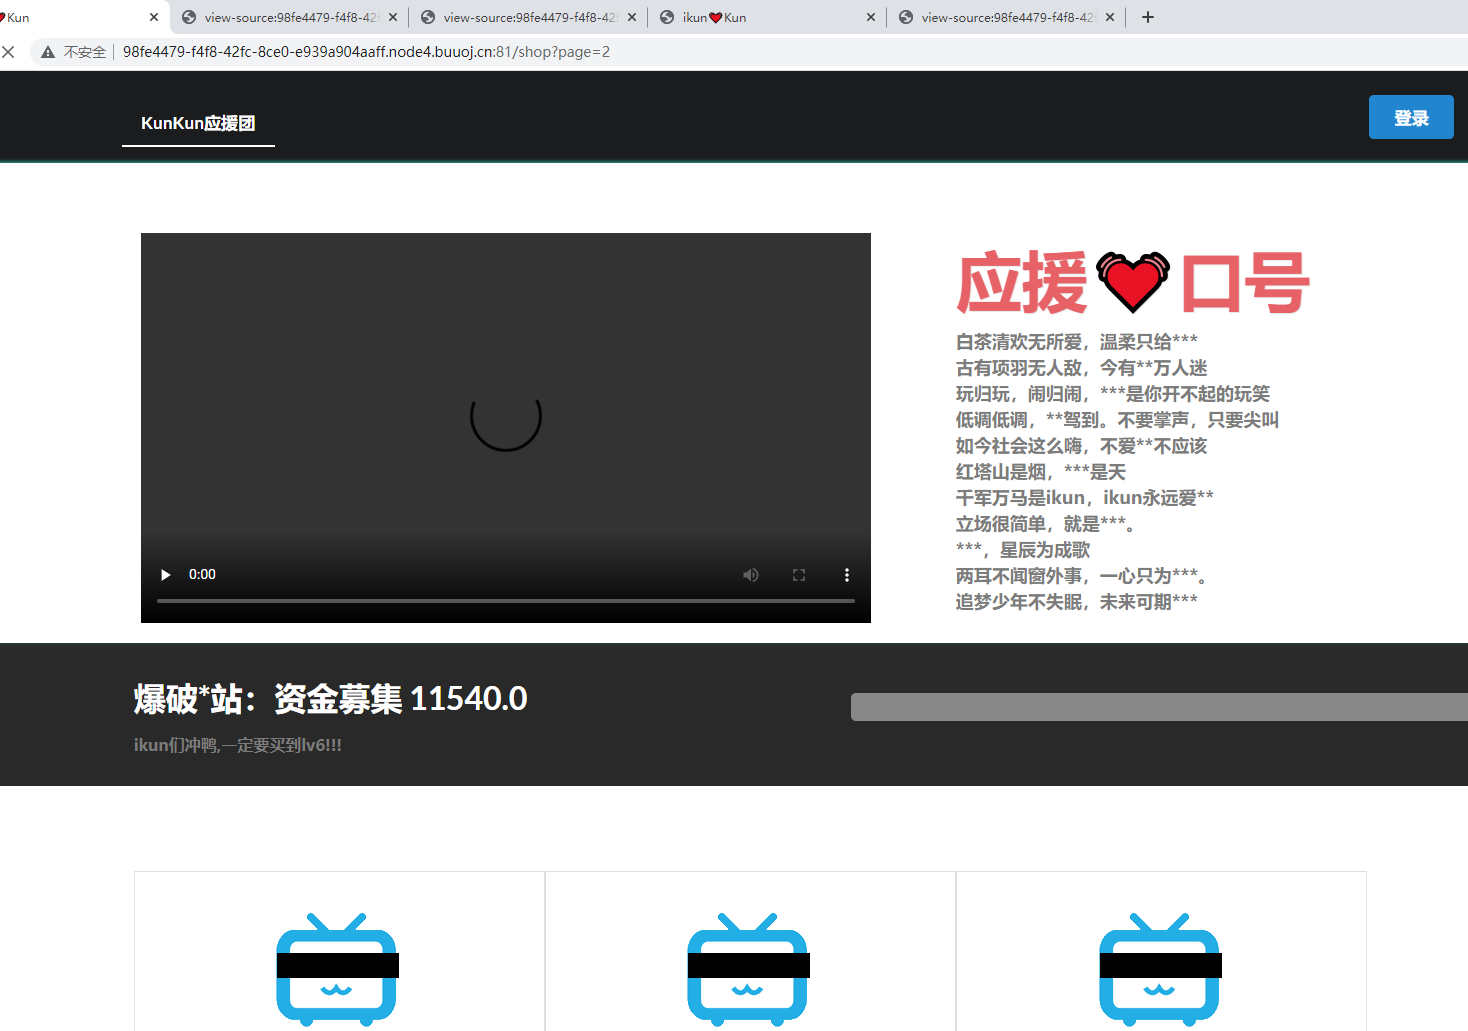 Kun
view-source:98fe4479-f4f8-42
view-source:98fe4479-f4f8-42
ikun❤Kun
view-source:98fe4479-f4f8-42
不安全
98fe4479-f4f8-42fc-8ce0-e939a904aaff.node4.buuoj.cn:81/shop?page=2
KunKun应援团
登录
应援❤口号
白茶清欢无所爱，温柔只给***
古有项羽无人敌，今有**万人迷
玩归玩，闹归闹，***是你开不起的玩笑
低调低调，**驾到。不要掌声，只要尖叫
如今社会这么嗨，不爱**不应该
红塔山是烟，***是天
千军万马是ikun，ikun永远爱**
立场很简单，就是***。
***，星辰为成歌
两耳不闻窗外事，一心只为***。
追梦少年不失眠，未来可期***
0:00
爆破*站：资金募集 11540.0
ikun们冲鸭,一定要买到lv6!!!